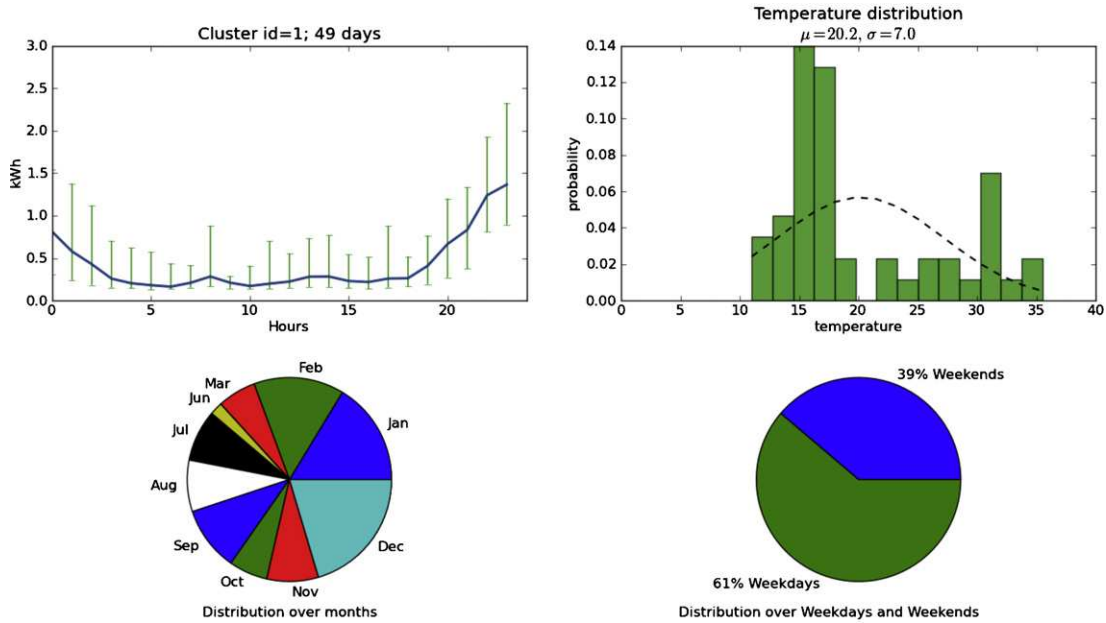 Cluster id=1; 49 days
3.0
2.5
2.0
1.5
1.0
0.5
0.0
kWh
0 5 10 15 20
Hours
Temperature distribution
μ=20.2, σ=7.0
0.14
0.12
0.10
0.08
0.06
0.04
0.02
0.00
probability
0 5 10 15 20 25 30 35 40
temperature
Feb
Mar
Jun
Jan
Jul
Aug
Sep
Dec
Oct
Nov
Distribution over months
39% Weekends
61% Weekdays
Distribution over Weekdays and Weekends